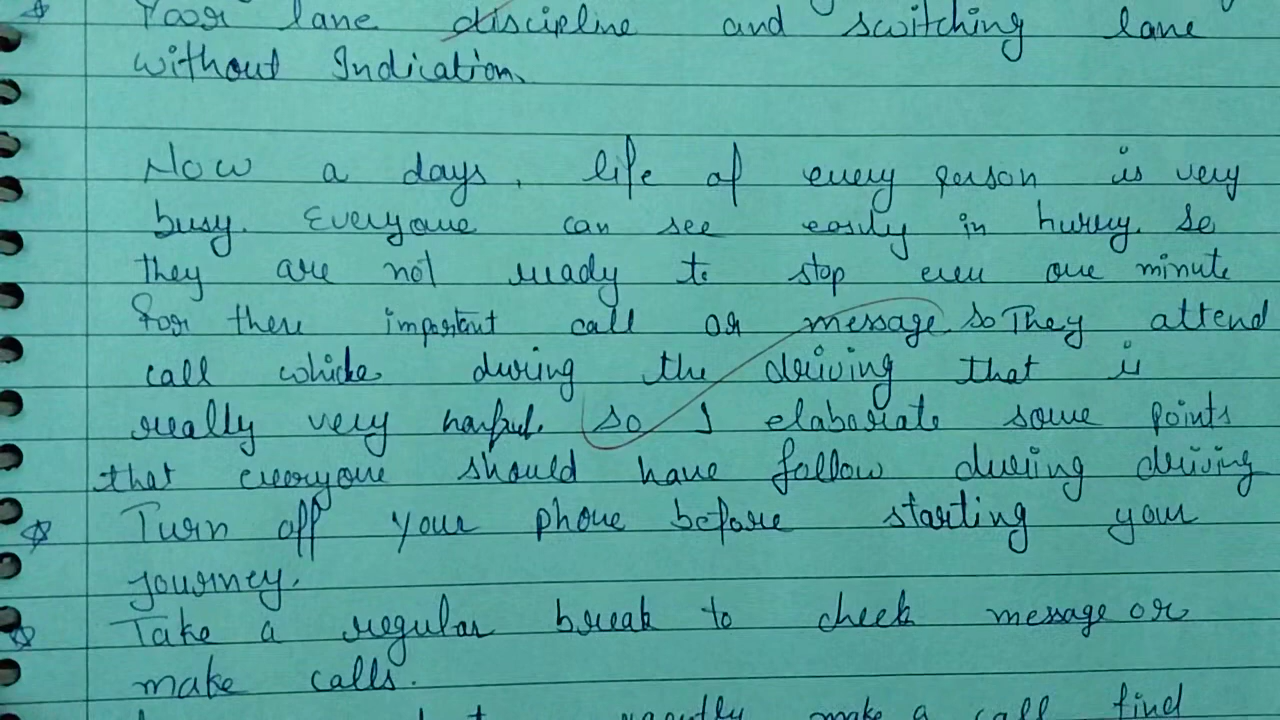 ☆ Poor lane discipline and switching lane
without Indication.
Now a days, life of every person is very
busy. Everyone can see easily in hurry. So
they are not ready to stop even one minute
for there important call or message. So They attend
call while during the driving that is
really very harful. So I elaborate some points
that everyone should have follow during driving
☆ Turn off your phone before starting your
journey.
☆ Take a regular break to check message or
make calls.
make a call find